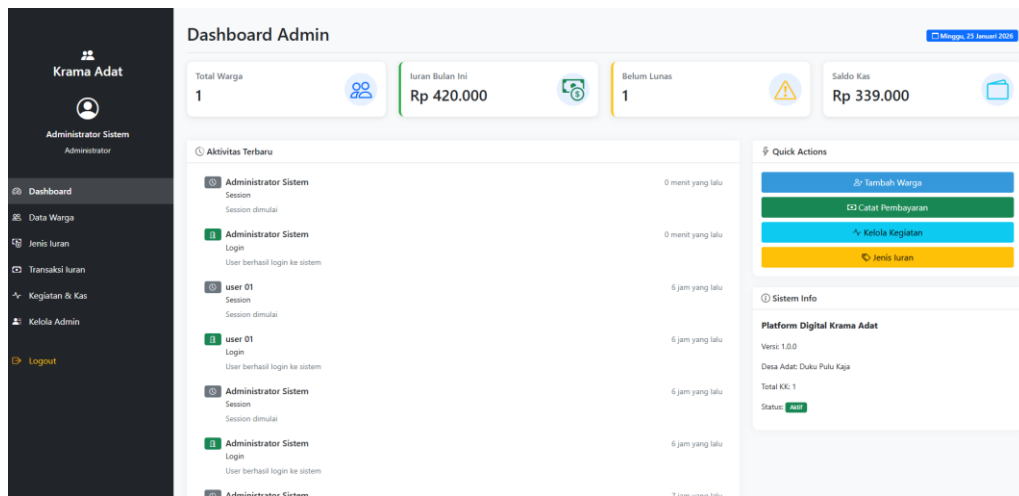 Krama Adat
Administrator Sistem
Administrator
Dashboard
Data Warga
Jenis Iuran
Transaksi Iuran
Kegiatan & Kas
Kelola Admin
Logout
Dashboard Admin
Minggu, 25 Januari 2026
Total Warga
1
Iuran Bulan Ini
Rp 420.000
Belum Lunas
1
Saldo Kas
Rp 339.000
Aktivitas Terbaru
Administrator Sistem
0 menit yang lalu
Session
Session dimulai
Administrator Sistem
0 menit yang lalu
Login
User berhasil login ke sistem
user 01
6 jam yang lalu
Session
Session dimulai
user 01
6 jam yang lalu
Login
User berhasil login ke sistem
Administrator Sistem
6 jam yang lalu
Session
Session dimulai
Administrator Sistem
6 jam yang lalu
Login
User berhasil login ke sistem
Administrator Sistem
7 jam yang lalu
Quick Actions
Tambah Warga
Catat Pembayaran
Kelola Kegiatan
Jenis Iuran
Sistem Info
Platform Digital Krama Adat
Versi: 1.0.0
Desa Adat: Duku Pulu Kaja
Total KK: 1
Status: Aktif